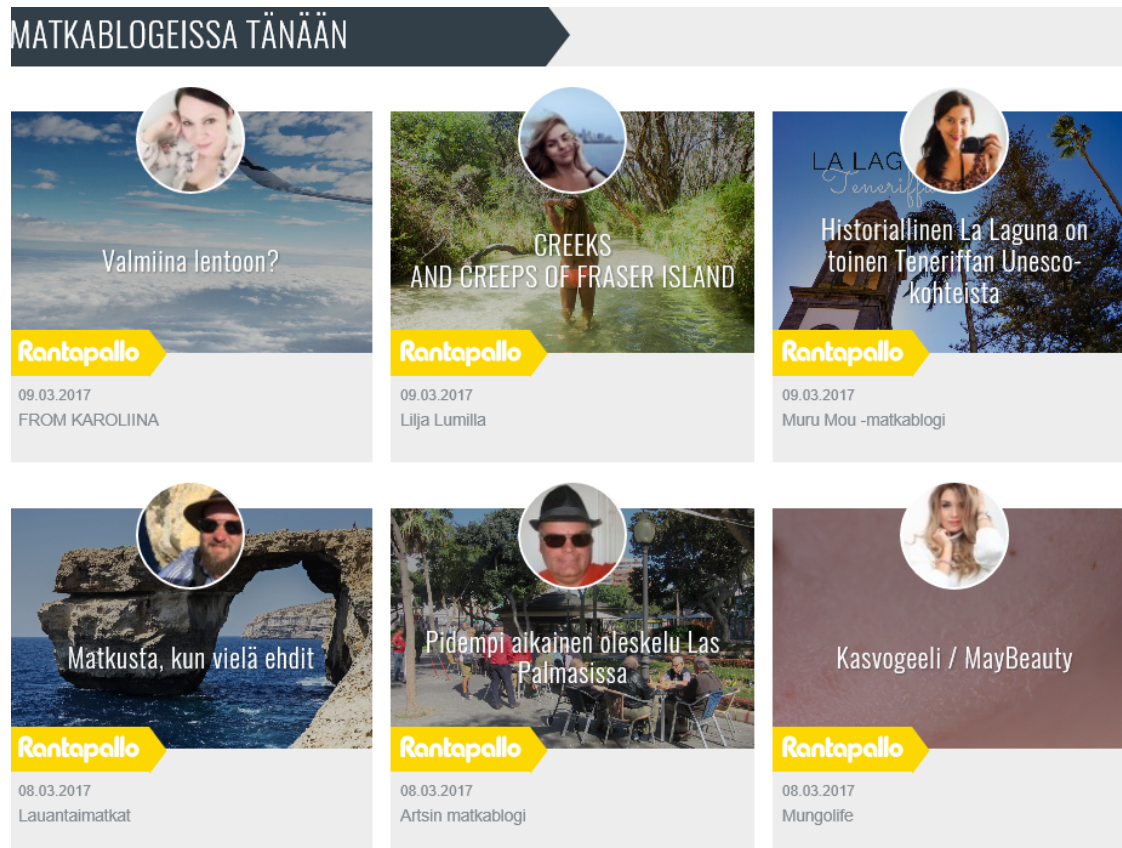 MATKABLOGEISSA TÄNÄÄN
Valmiina lentoon?
Rantapallo
09.03.2017
FROM KAROLIINA
CREEKS
AND CREEPS OF FRASER ISLAND
Rantapallo
09.03.2017
Lilja Lumilla
LA LAG
Teneriffa
Historiallinen La Laguna on
toinen Teneriffan Unesco-
kohteista
Rantapallo
09.03.2017
Muru Mou -matkablogi
Matkusta, kun vielä ehdit
Rantapallo
08.03.2017
Lauantaimatkat
Pidempi aikainen oleskelu Las
Palmasissa
Rantapallo
08.03.2017
Artsin matkablogi
Kasvogeeli / MayBeauty
Rantapallo
08.03.2017
Mungolife